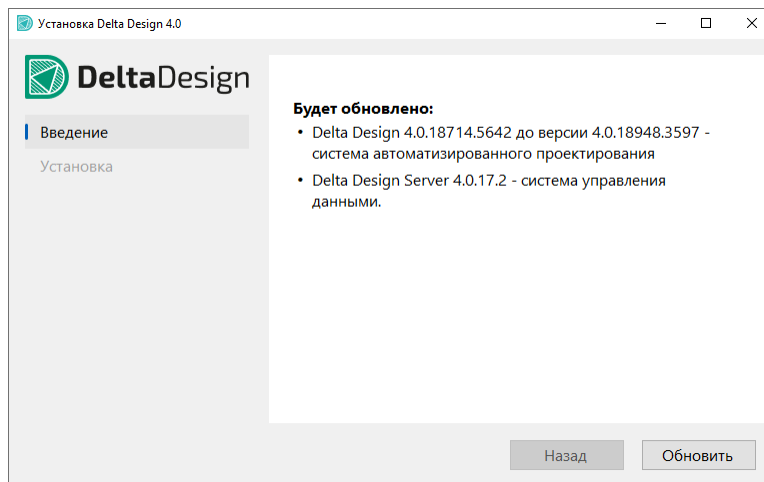 Установка Delta Design 4.0
DeltaDesign
Введение
Установка
Будет обновлено:
• Delta Design 4.0.18714.5642 до версии 4.0.18948.3597 -
система автоматизированного проектирования
• Delta Design Server 4.0.17.2 - система управления
данными.
Назад
Обновить